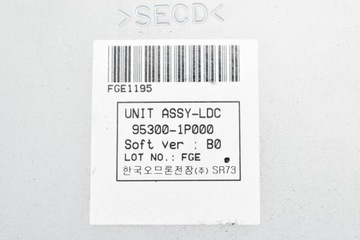 >SECD<
FGE1195
UNIT ASSY-LDC
95300-1P000
Soft ver : B0
LOT NO.: FGE
한국오므론전장(주) SR73